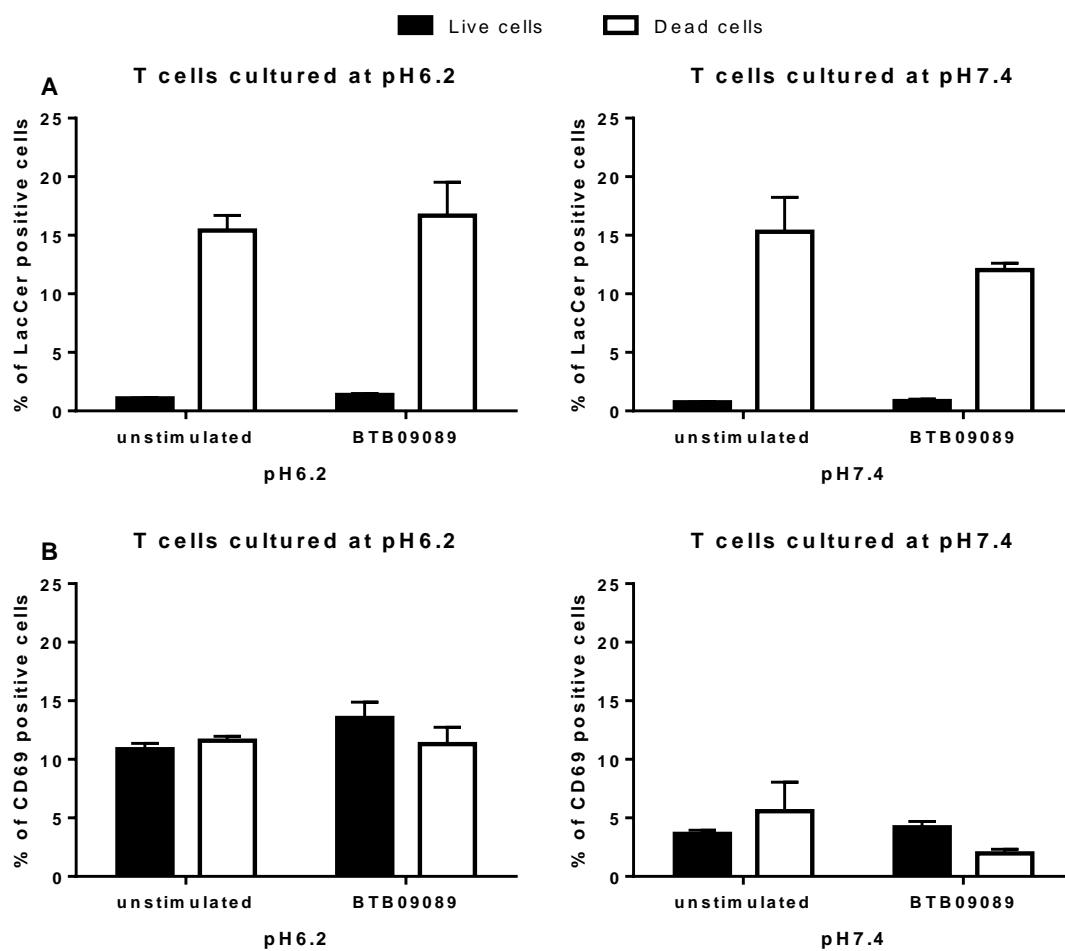 Live cells Dead cells
A T cells cultured at pH6.2
T cells cultured at pH7.4
% of LacCer positive cells
25
20
15
10
5
0
unstimulated BTB09089
pH6.2
% of LacCer positive cells
25
20
15
10
5
0
unstimulated BTB09089
pH7.4
B T cells cultured at pH6.2
T cells cultured at pH7.4
% of CD69 positive cells
25
20
15
10
5
0
unstimulated BTB09089
pH6.2
% of CD69 positive cells
25
20
15
10
5
0
unstimulated BTB09089
pH7.4